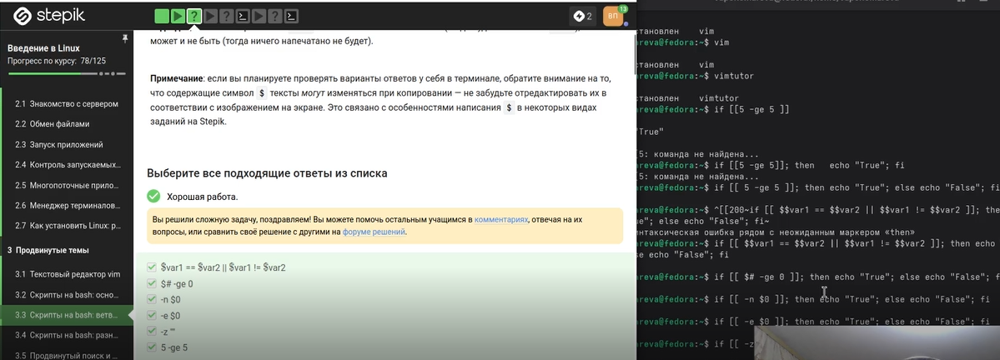 stepik
2
ВП
13
Введение в Linux
Прогресс по курсу: 78/125
2.1 Знакомство с сервером
2.2 Обмен файлами
2.3 Запуск приложений
2.4 Контроль запускаемых...
2.5 Многопоточные прило...
2.6 Менеджер терминалов...
2.7 Как установить Linux: р...
3 Продвинутые темы
3.1 Текстовый редактор vim
3.2 Скрипты на bash: осно...
3.3 Скрипты на bash: ветв...
3.4 Скрипты на bash: разн...
3.5 Продвинутый поиск и
может и не быть (тогда ничего напечатано не будет).
Примечание: если вы планируете проверять варианты ответов у себя в терминале, обратите внимание на то,
что содержащие символ $ тексты могут изменяться при копировании — не забудьте отредактировать их в
соответствии с изображением на экране. Это связано с особенностями написания $ в некоторых видах
заданий на Stepik.
Выберите все подходящие ответы из списка
Хорошая работа.
Вы решили сложную задачу, поздравляем! Вы можете помочь остальным учащимся в комментариях, отвечая на их
вопросы, или сравнить своё решение с другими на форуме решений.
$var1 == $var2 || $var1 != $var2
$# -ge 0
-n $0
-e $0
-z ""
5 -ge 5
становлен vim
areva@fedora:~$ vim
становлен vim
areva@fedora:~$ vimtutor
становлен vimtutor
areva@fedora:~$ if [[5 -ge 5 ]]
"True"
[5: команда не найдена...
areva@fedora:~$ if [[5 -ge 5]]; then echo "True"; fi
[5: команда не найдена...
areva@fedora:~$ if [[ 5 -ge 5 ]]; then echo "True"; else echo "False"; fi
areva@fedora:~$ ^[[200~if [[ $$var1 == $$var2 || $$var1 != $$var2 ]]; then
e"; else echo "False"; fi~
интаксическая ошибка рядом с неожиданным маркером «then»
areva@fedora:~$ if [[ $$var1 == $$var2 || $$var1 != $$var2 ]]; then echo
se echo "False"; fi
areva@fedora:~$ if [[ $# -ge 0 ]]; then echo "True"; else echo "False"; f
areva@fedora:~$ if [[ -n $0 ]]; then echo "True"; else echo "False"; fi
areva@fedora:~$ if [[ -e $0 ]]; then echo "True"; else echo "False"; fi
areva@fedora:~$ if [[ -z